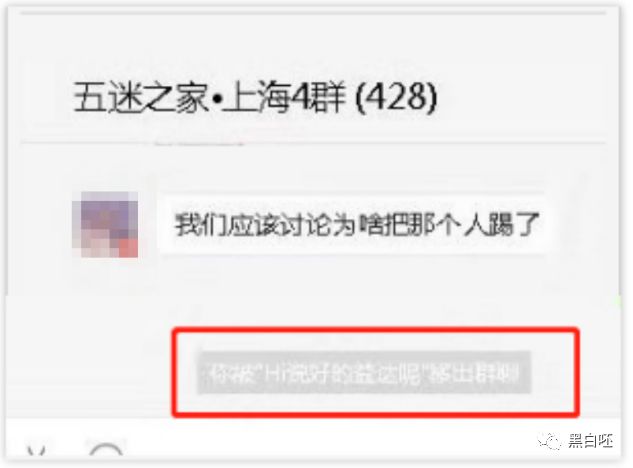 五迷之家•上海4群 (428)
我们应该讨论为啥把那个人踢了
你被"Hi说好的益达呢"移出群聊
黑白呸